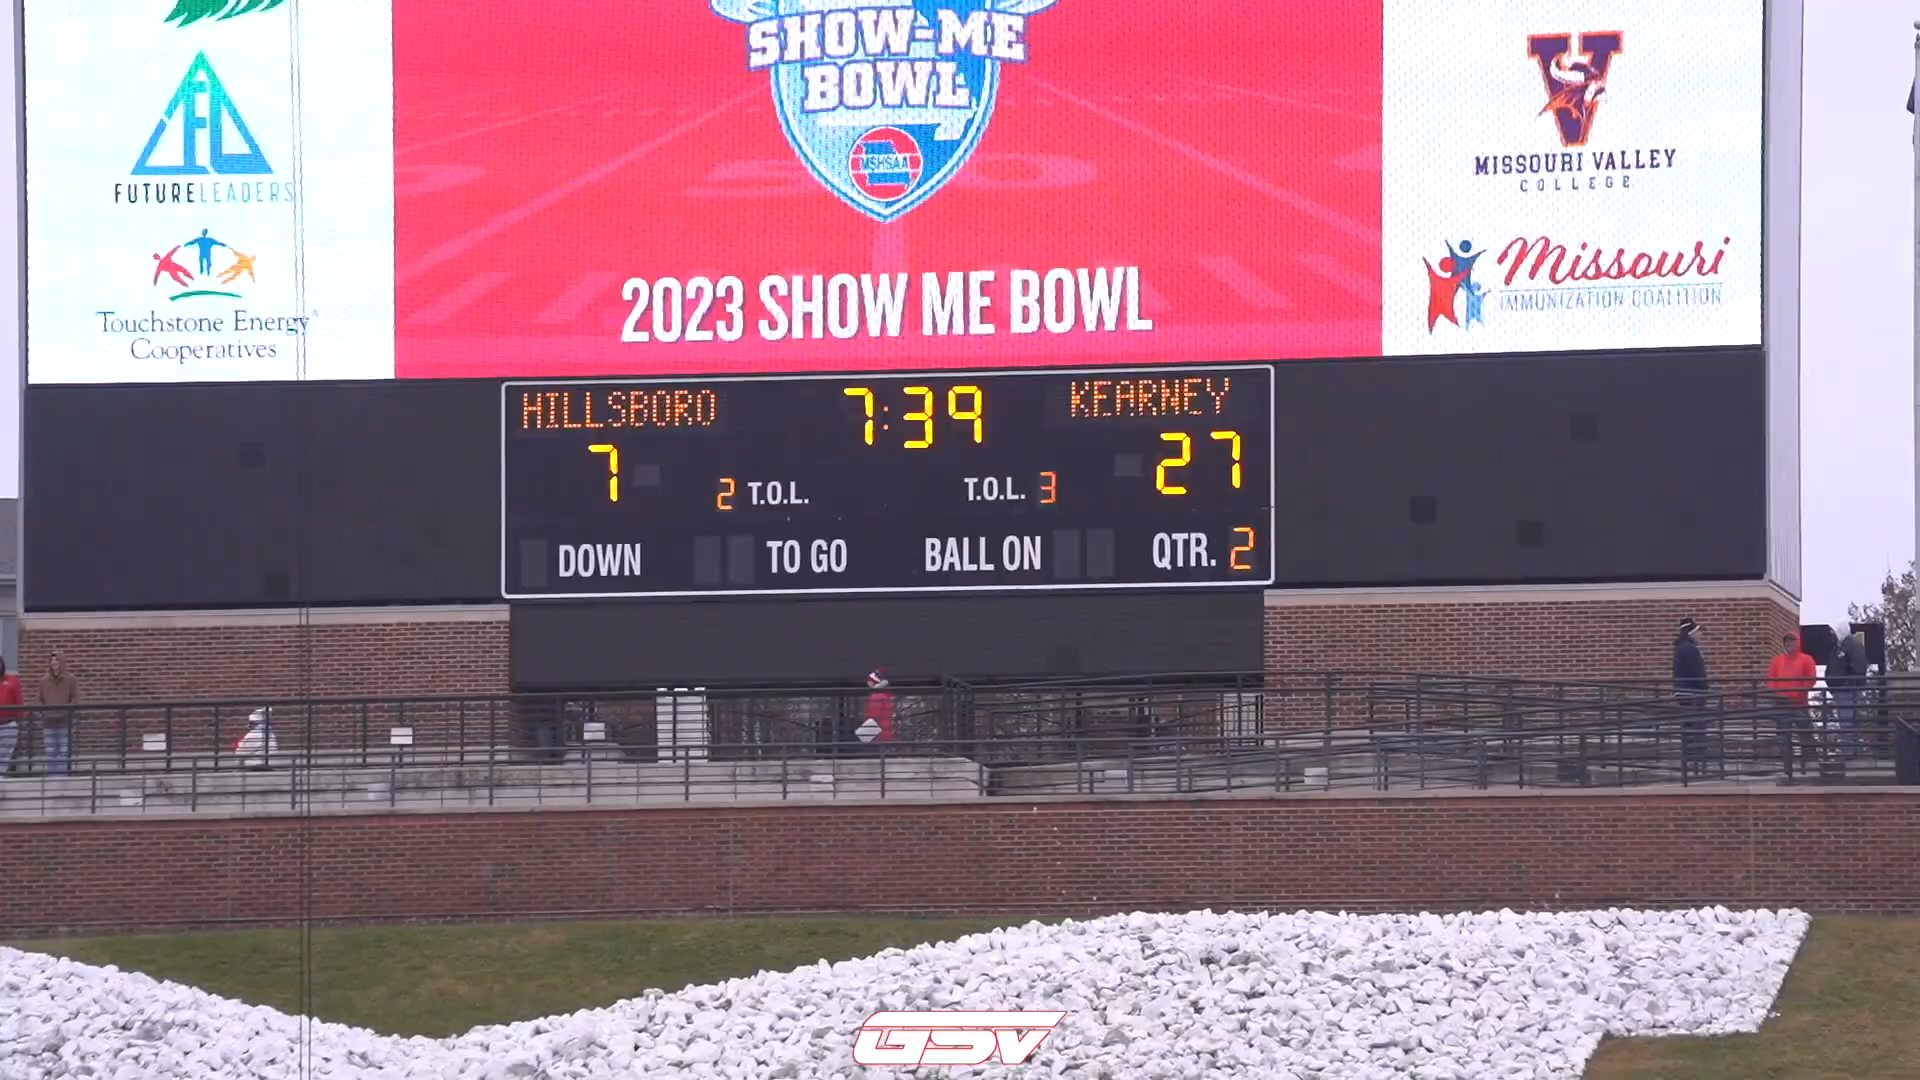 SHOW-ME
BOWL
MSHSAA
2023 SHOW ME BOWL
FL
FUTURELEADERS
Touchstone Energy®
Cooperatives
V
MISSOURI VALLEY
COLLEGE
Missouri
IMMUNIZATION COALITION
HILLSBORO 7:39 KEARNEY
7 2 T.O.L. T.O.L. 3 27
DOWN TO GO BALL ON QTR. 2
GSV